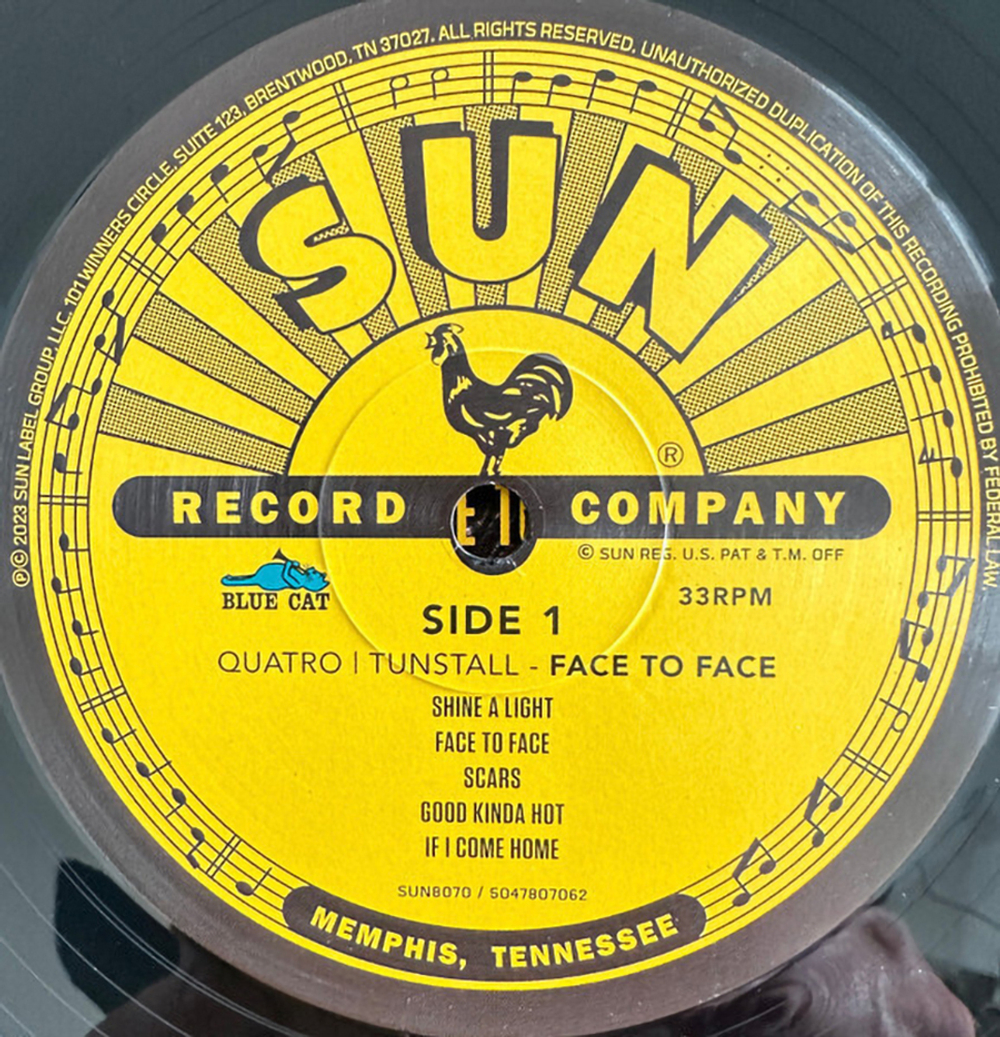 ℗© 2023 SUN LABEL GROUP, LLC. 101 WINNERS CIRCLE, SUITE 123, BRENTWOOD, TN 37027. ALL RIGHTS RESERVED. UNAUTHORIZED DUPLICATION OF THIS RECORDING PROHIBITED BY FEDERAL LAW.
SUN
®
RECORD COMPANY
© SUN REG. U.S. PAT & T.M. OFF
BLUE CAT
33RPM
SIDE 1
QUATRO | TUNSTALL - FACE TO FACE
SHINE A LIGHT
FACE TO FACE
SCARS
GOOD KINDA HOT
IF I COME HOME
SUN8070 / 5047807062
MEMPHIS, TENNESSEE